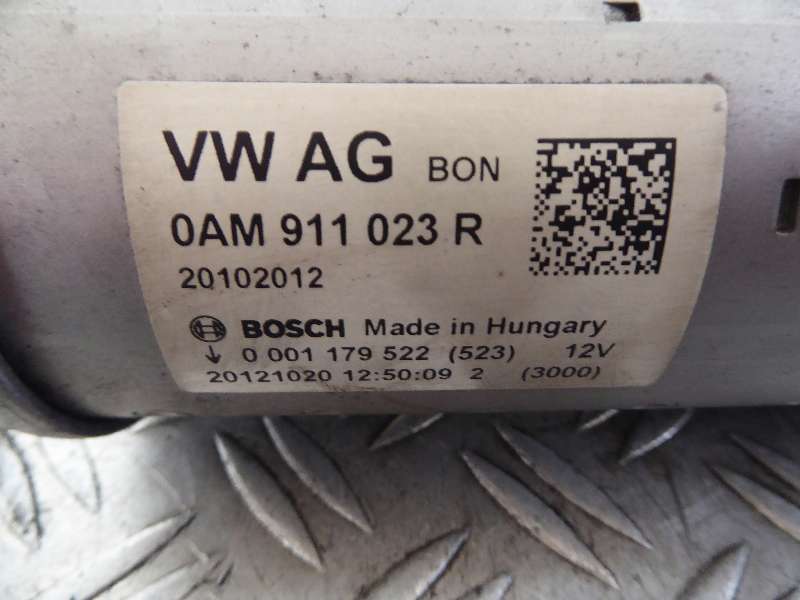 VW AG BON
0AM 911 023 R
20102012
BOSCH Made in Hungary
↓ 0 001 179 522 (523) 12V
20121020 12:50:09 2 (3000)